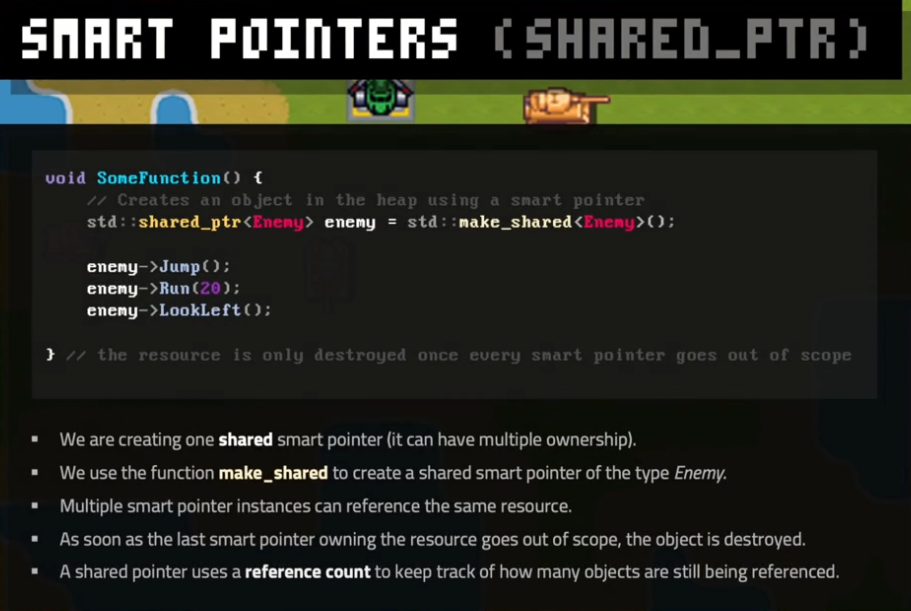 SMART POINTERS (SHARED_PTR)
void SomeFunction() {
// Creates an object in the heap using a smart pointer
std::shared_ptr<Enemy> enemy = std::make_shared<Enemy>();
enemy->Jump();
enemy->Run(20);
enemy->LookLeft();
} // the resource is only destroyed once every smart pointer goes out of scope
▪ We are creating one shared smart pointer (it can have multiple ownership).
▪ We use the function make_shared to create a shared smart pointer of the type Enemy.
▪ Multiple smart pointer instances can reference the same resource.
▪ As soon as the last smart pointer owning the resource goes out of scope, the object is destroyed.
▪ A shared pointer uses a reference count to keep track of how many objects are still being referenced.